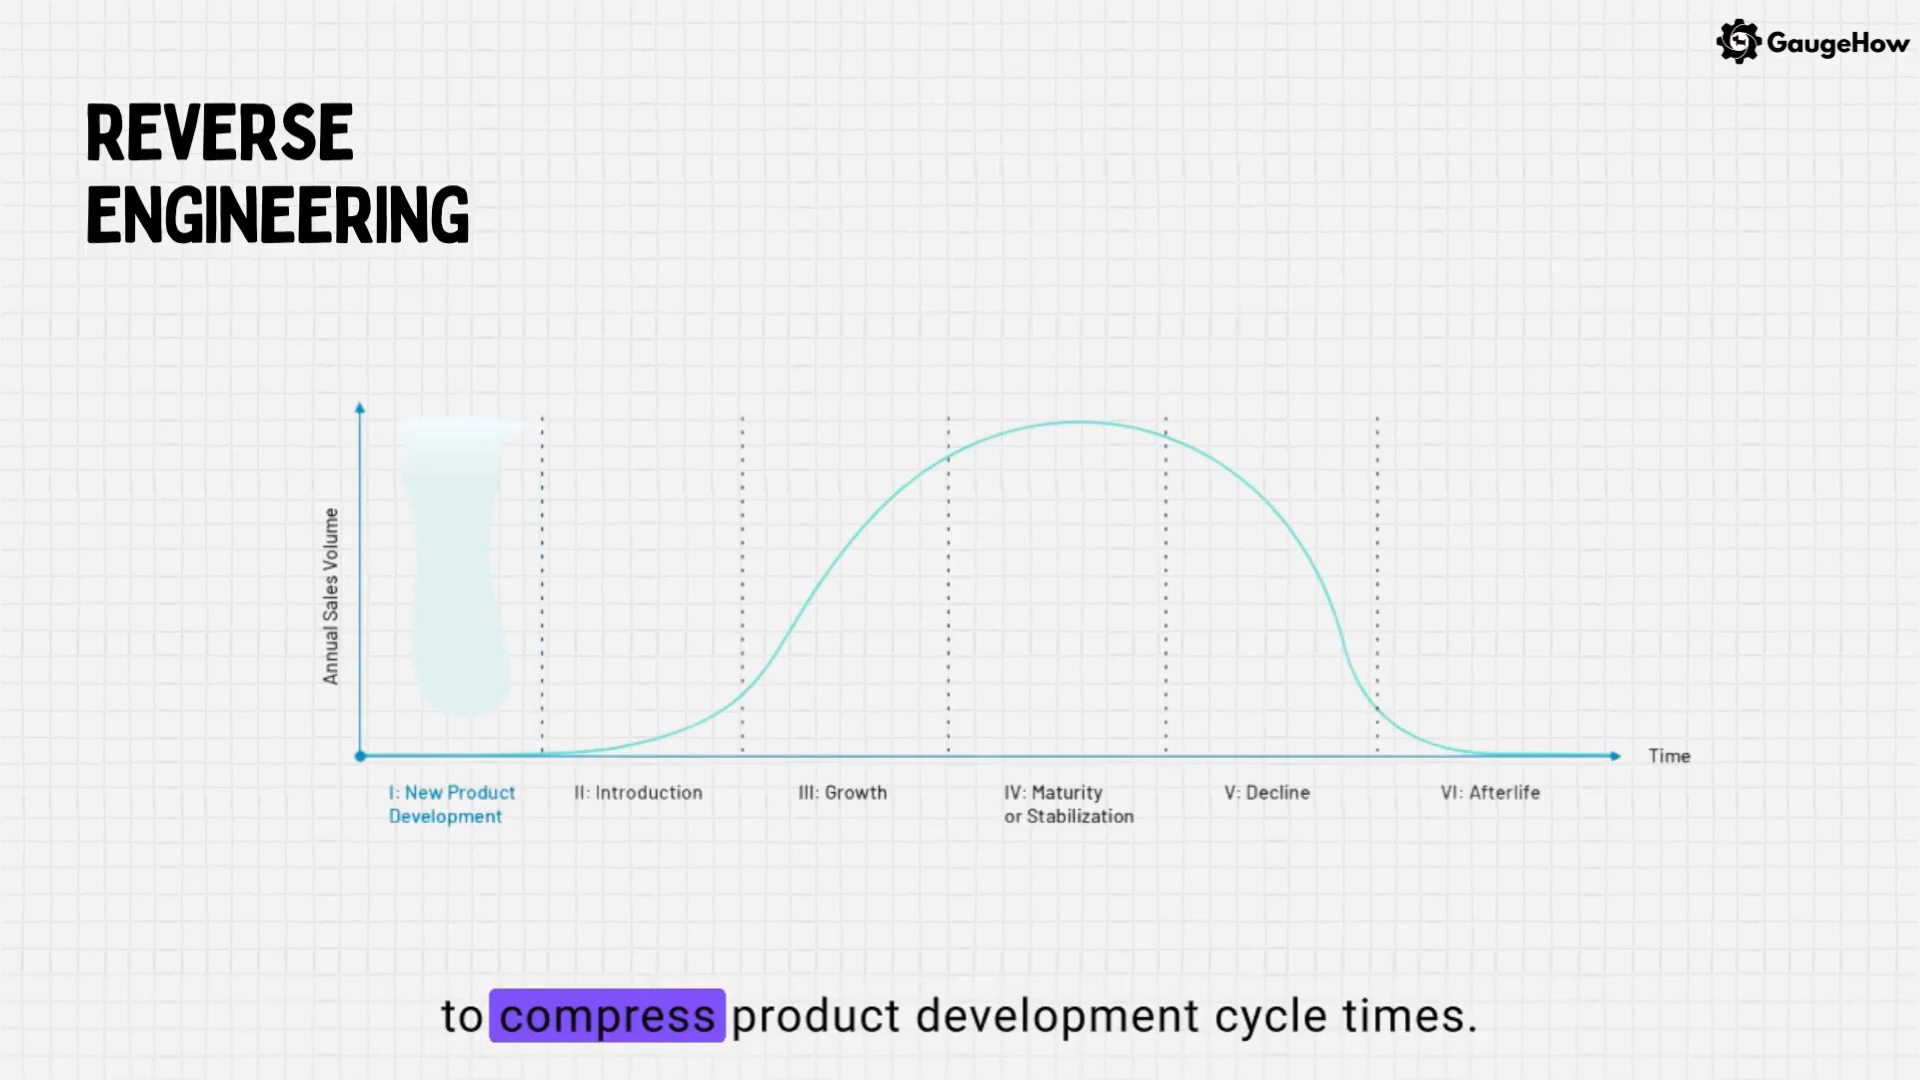 GaugeHow
REVERSE
ENGINEERING
Annual Sales Volume
Time
I: New Product
Development
II: Introduction
III: Growth
IV: Maturity
or Stabilization
V: Decline
VI: Afterlife
to compress product development cycle times.